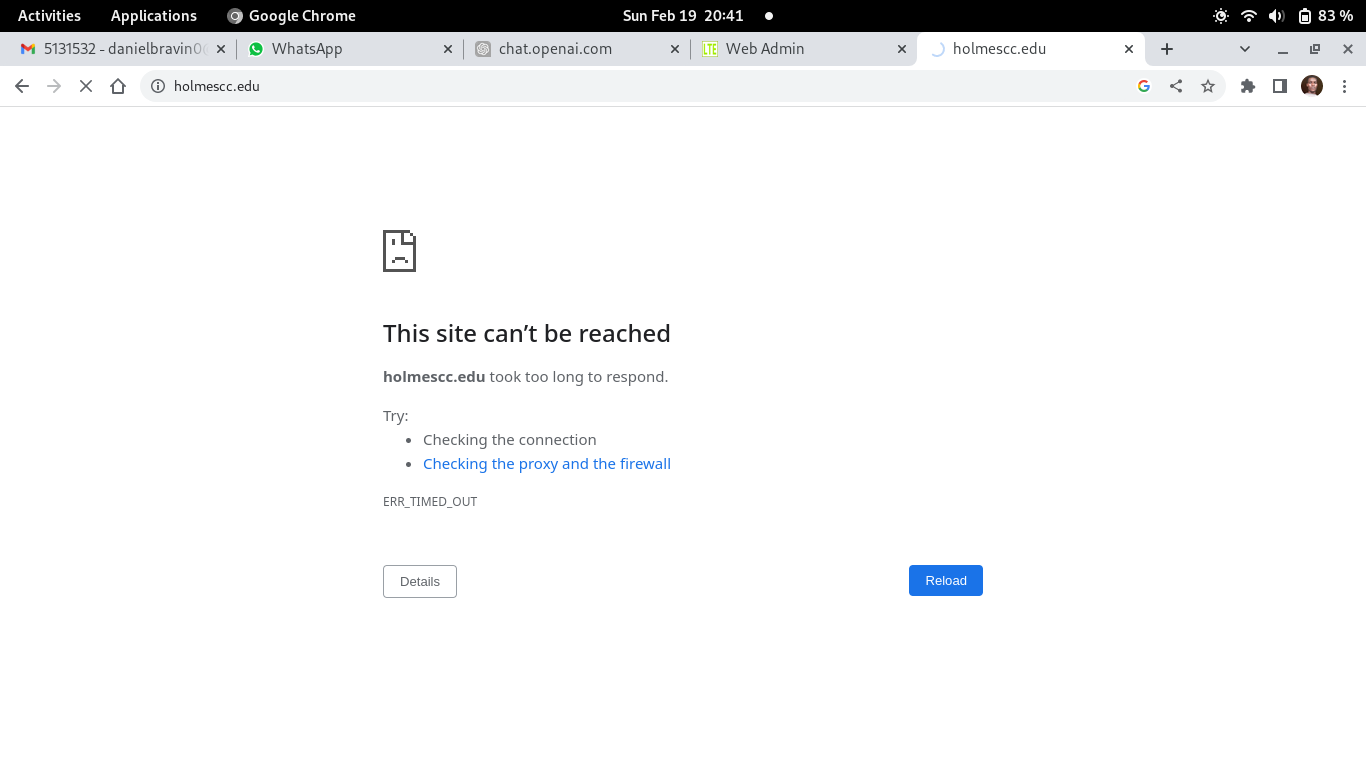 Activities Applications Google Chrome Sun Feb 19 20:41 83 %
5131532 - danielbravin0 WhatsApp chat.openai.com LTE Web Admin holmescc.edu
holmescc.edu
This site can’t be reached
holmescc.edu took too long to respond.
Try:
Checking the connection
Checking the proxy and the firewall
ERR_TIMED_OUT
Details Reload